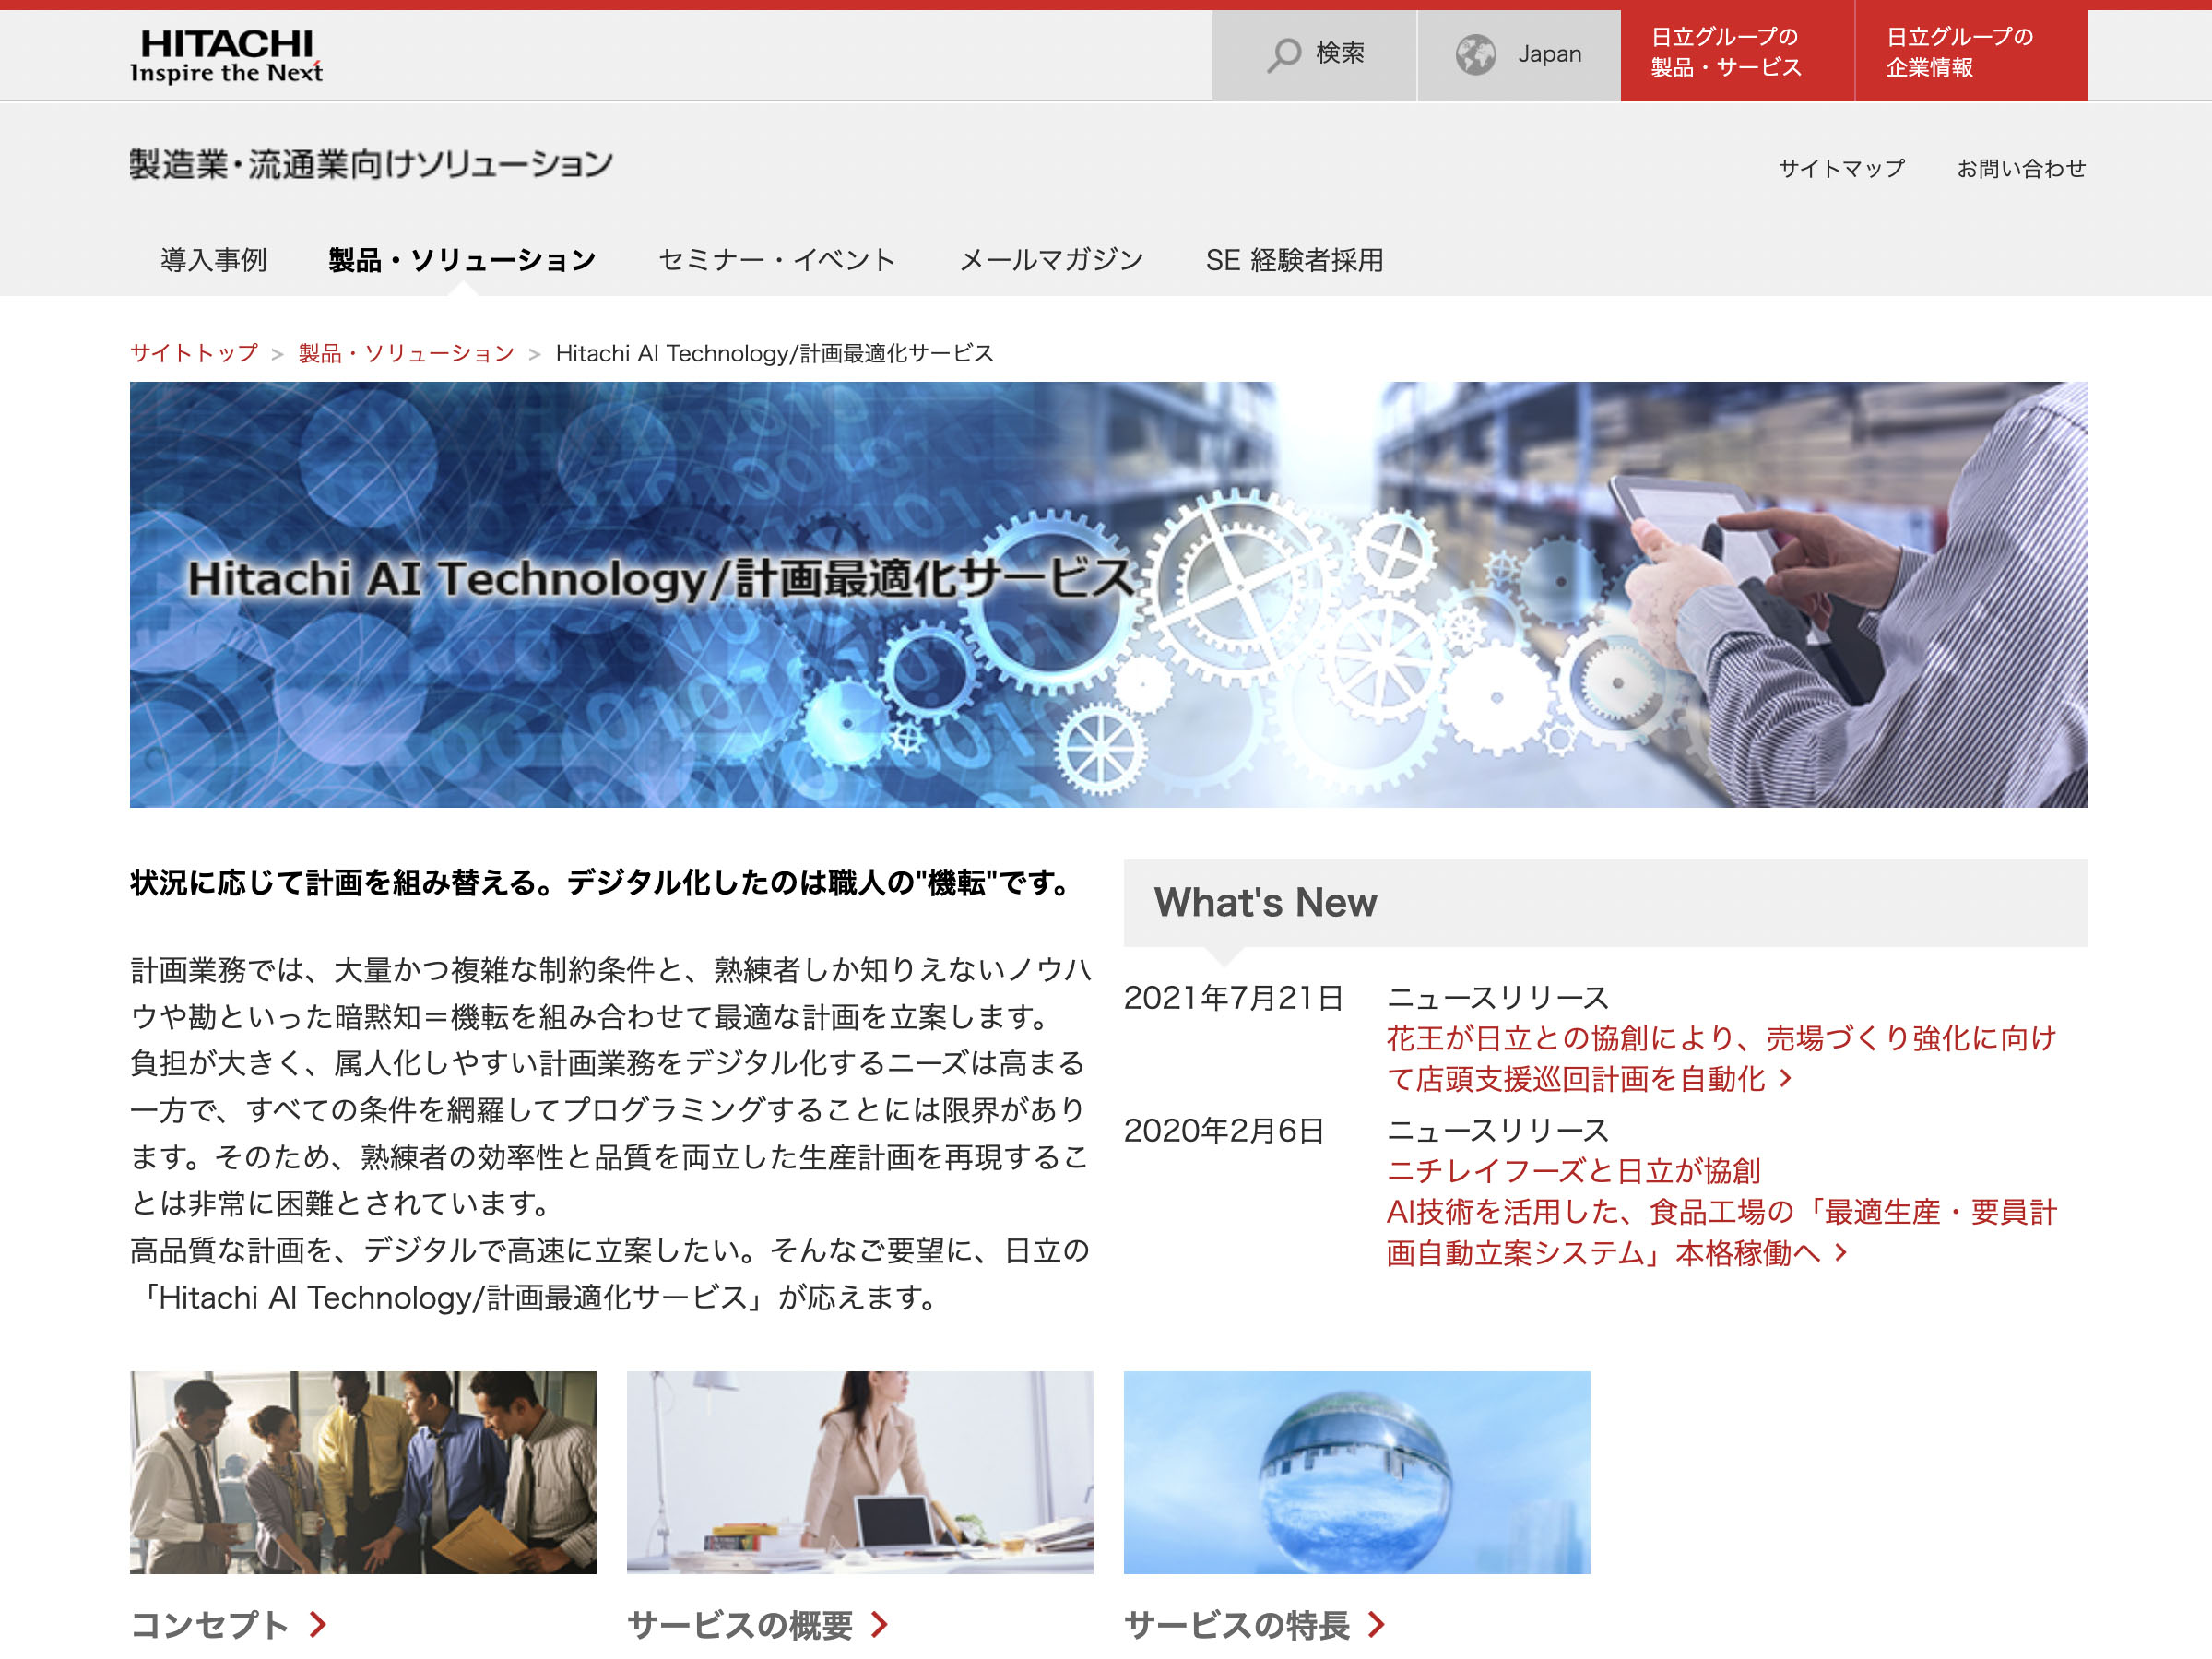 HITACHI
Inspire the Next
検索
Japan
日立グループの
製品・サービス
日立グループの
企業情報
製造業・流通業向けソリューション
サイトマップ
お問い合わせ
導入事例
製品・ソリューション
セミナー・イベント
メールマガジン
SE 経験者採用
サイトトップ > 製品・ソリューション > Hitachi AI Technology/計画最適化サービス
Hitachi AI Technology/計画最適化サービス
状況に応じて計画を組み替える。デジタル化したのは職人の"機転"です。
計画業務では、大量かつ複雑な制約条件と、熟練者しか知りえないノウハ
ウや勘といった暗黙知＝機転を組み合わせて最適な計画を立案します。
負担が大きく、属人化しやすい計画業務をデジタル化するニーズは高まる
一方で、すべての条件を網羅してプログラミングすることには限界があり
ます。そのため、熟練者の効率性と品質を両立した生産計画を再現するこ
とは非常に困難とされています。
高品質な計画を、デジタルで高速に立案したい。そんなご要望に、日立の
「Hitachi AI Technology/計画最適化サービス」が応えます。
What's New
2021年7月21日
ニュースリリース
花王が日立との協創により、売場づくり強化に向け
て店頭支援巡回計画を自動化
2020年2月6日
ニュースリリース
ニチレイフーズと日立が協創
AI技術を活用した、食品工場の「最適生産・要員計
画自動立案システム」本格稼働へ
コンセプト
サービスの概要
サービスの特長